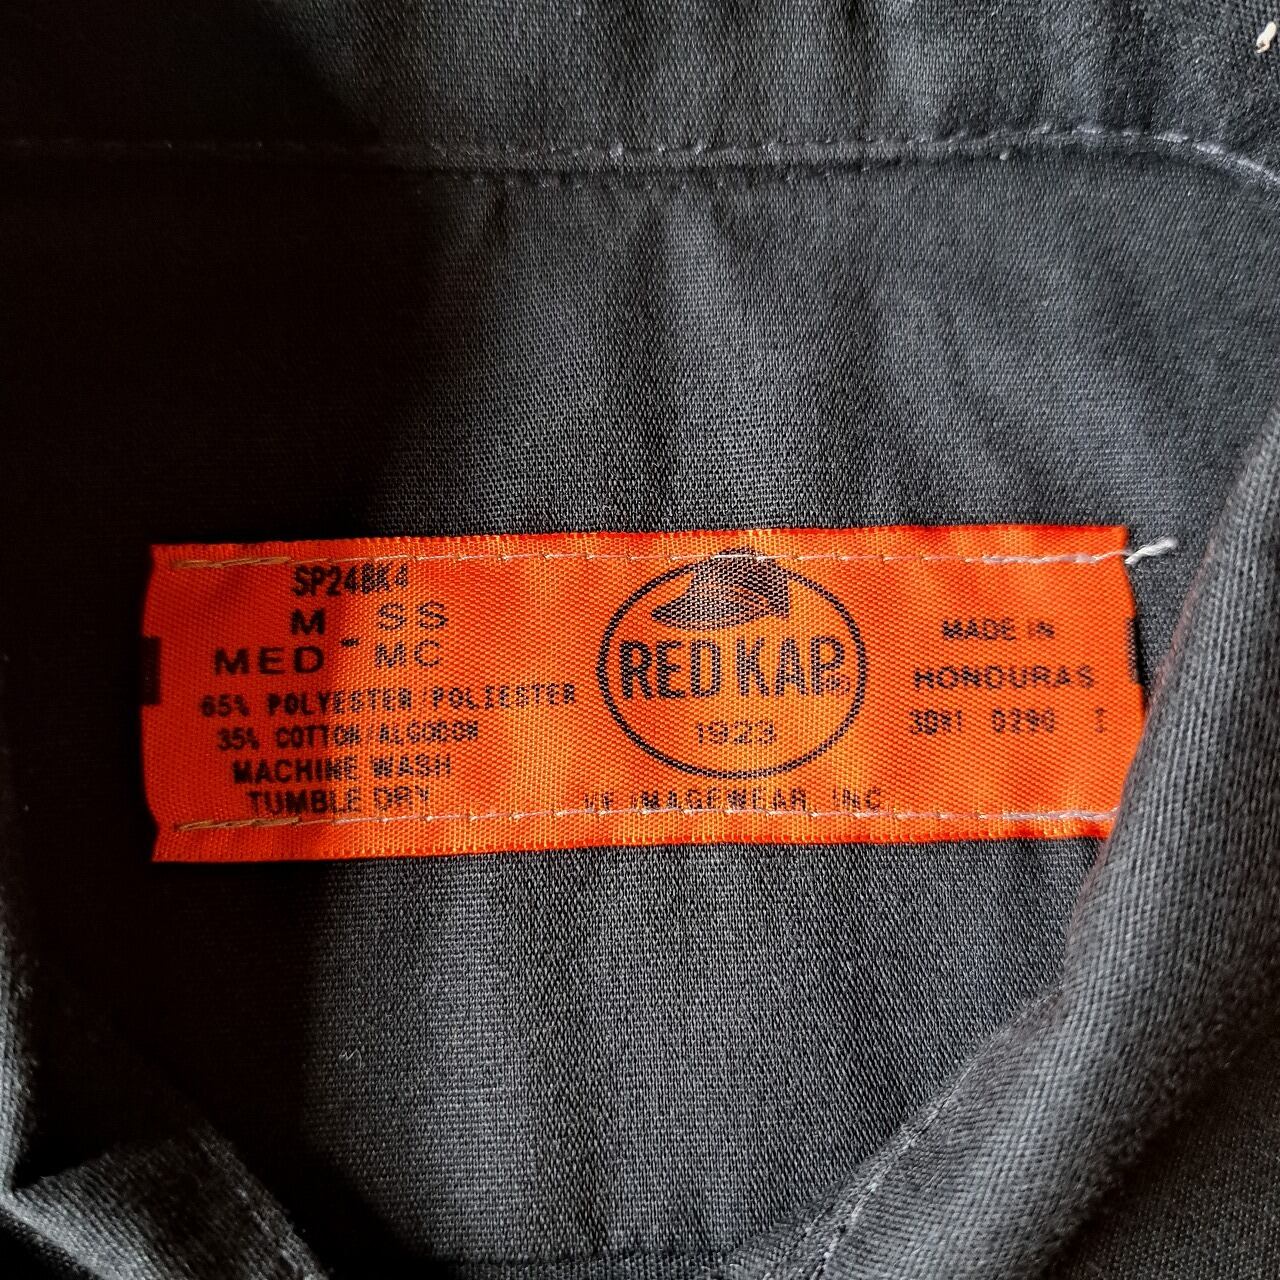 SP24BK4
M - SS
MED MC
65% POLYESTER/POLIESTER
35% COTTON/ALGODON
MACHINE WASH
TUMBLE DRY
RED KAP
1923
VF IMAGEWEAR, INC
MADE IN
HONDURAS
0290 I